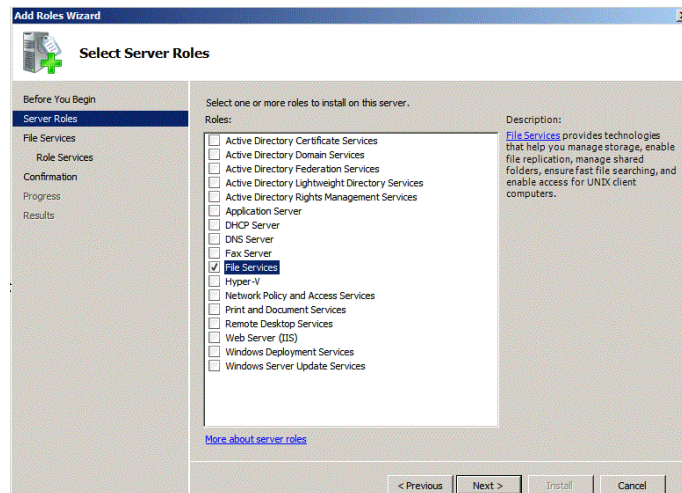 Add Roles Wizard
Select Server Roles
Before You Begin
Server Roles
File Services
Role Services
Confirmation
Progress
Results
Select one or more roles to install on this server.
Roles:
Active Directory Certificate Services
Active Directory Domain Services
Active Directory Federation Services
Active Directory Lightweight Directory Services
Active Directory Rights Management Services
Application Server
DHCP Server
DNS Server
Fax Server
File Services
Hyper-V
Network Policy and Access Services
Print and Document Services
Remote Desktop Services
Web Server (IIS)
Windows Deployment Services
Windows Server Update Services
More about server roles
Description:
File Services provides technologies
that help you manage storage, enable
file replication, manage shared
folders, ensure fast file searching, and
enable access for UNIX client
computers.
< Previous
Next >
Install
Cancel